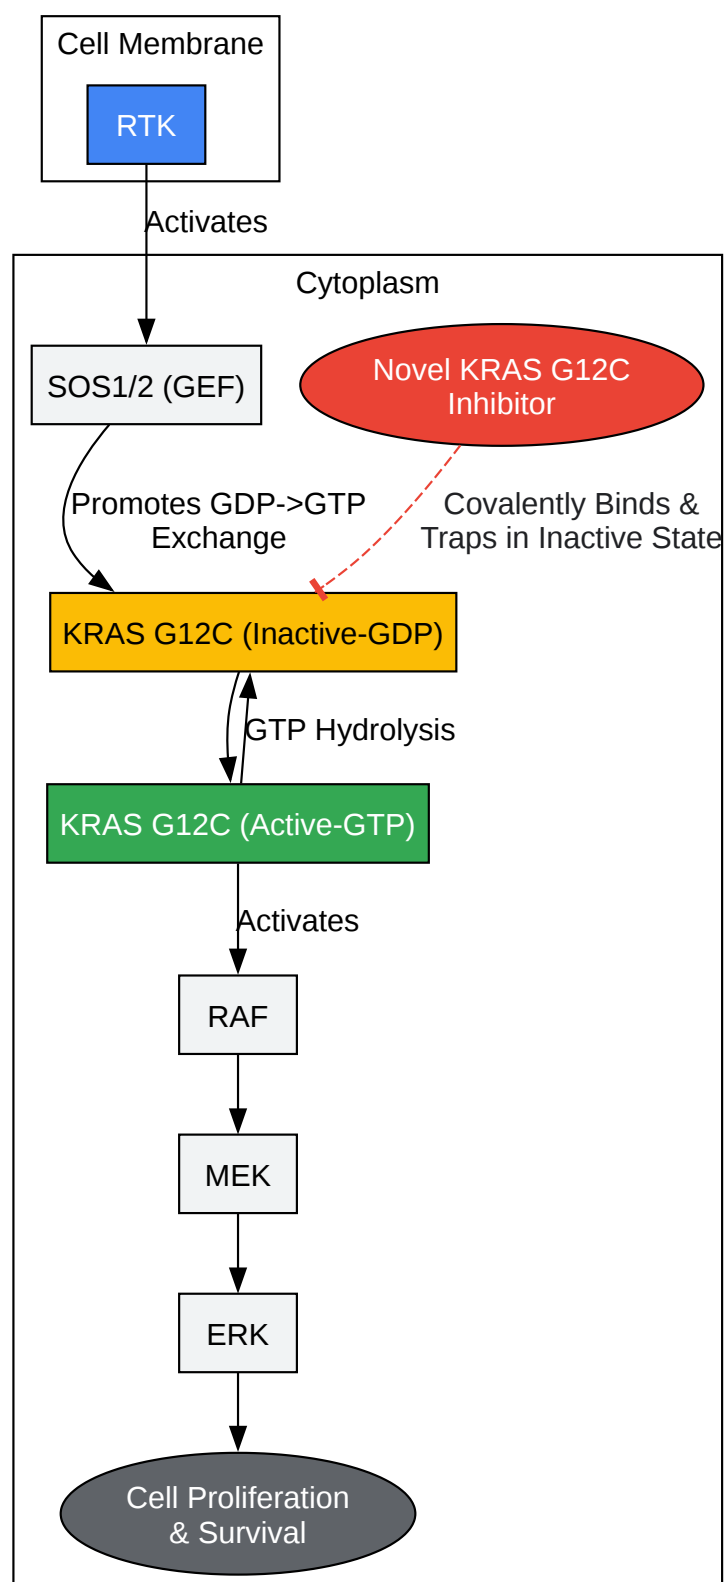 Cell Membrane
RTK
Activates
Cytoplasm
SOS1/2 (GEF)
Novel KRAS G12C
Inhibitor
Promotes GDP->GTP
Exchange
Covalently Binds &
Traps in Inactive State
KRAS G12C (Inactive-GDP)
GTP Hydrolysis
KRAS G12C (Active-GTP)
Activates
RAF
MEK
ERK
Cell Proliferation
& Survival